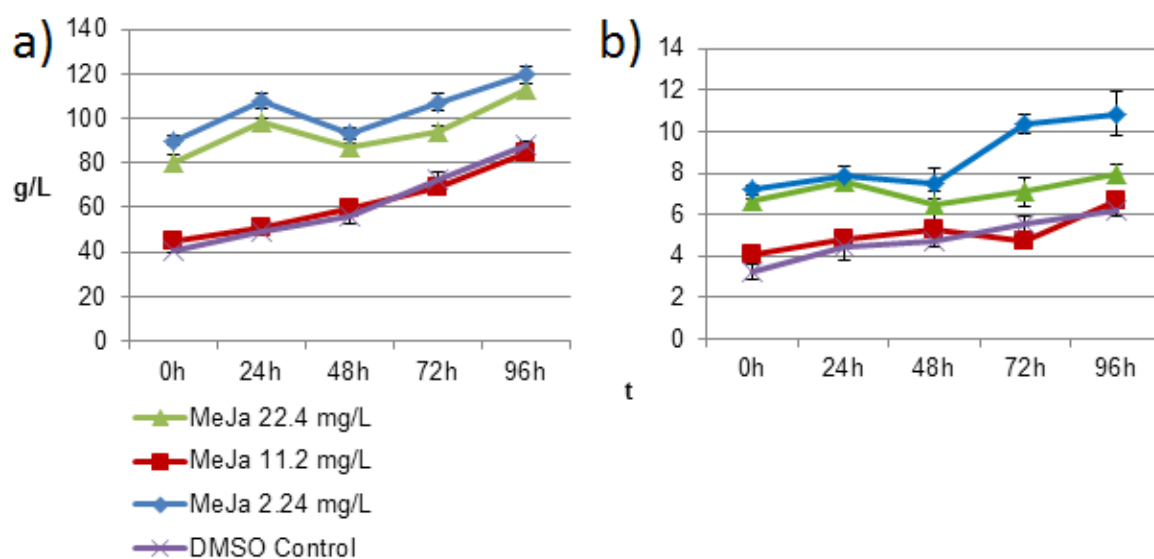 a)
140
120
100
80
60
40
20
0
g/L
0h 24h 48h 72h 96h
b)
14
12
10
8
6
4
2
0
0h 24h 48h 72h 96h
t
MeJa 22.4 mg/L
MeJa 11.2 mg/L
MeJa 2.24 mg/L
DMSO Control